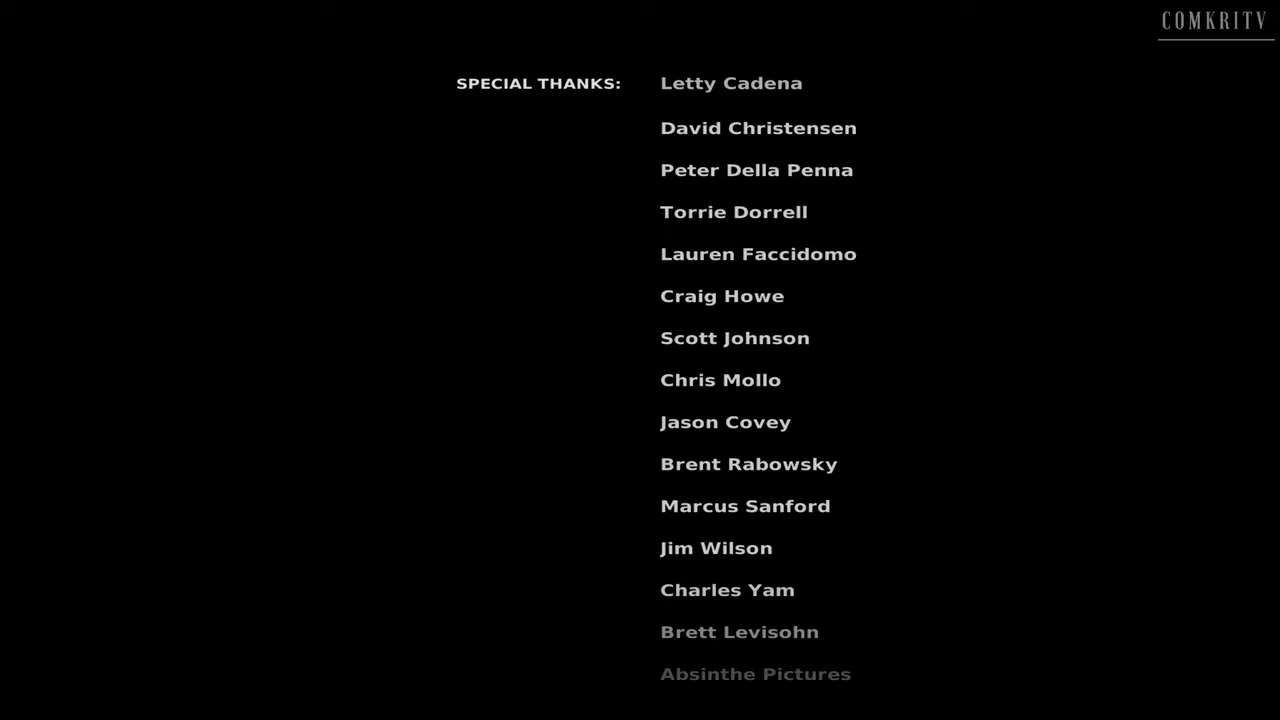 COMKRITV
SPECIAL THANKS: Letty Cadena
David Christensen
Peter Della Penna
Torrie Dorrell
Lauren Faccidomo
Craig Howe
Scott Johnson
Chris Mollo
Jason Covey
Brent Rabowsky
Marcus Sanford
Jim Wilson
Charles Yam
Brett Levisohn
Absinthe Pictures